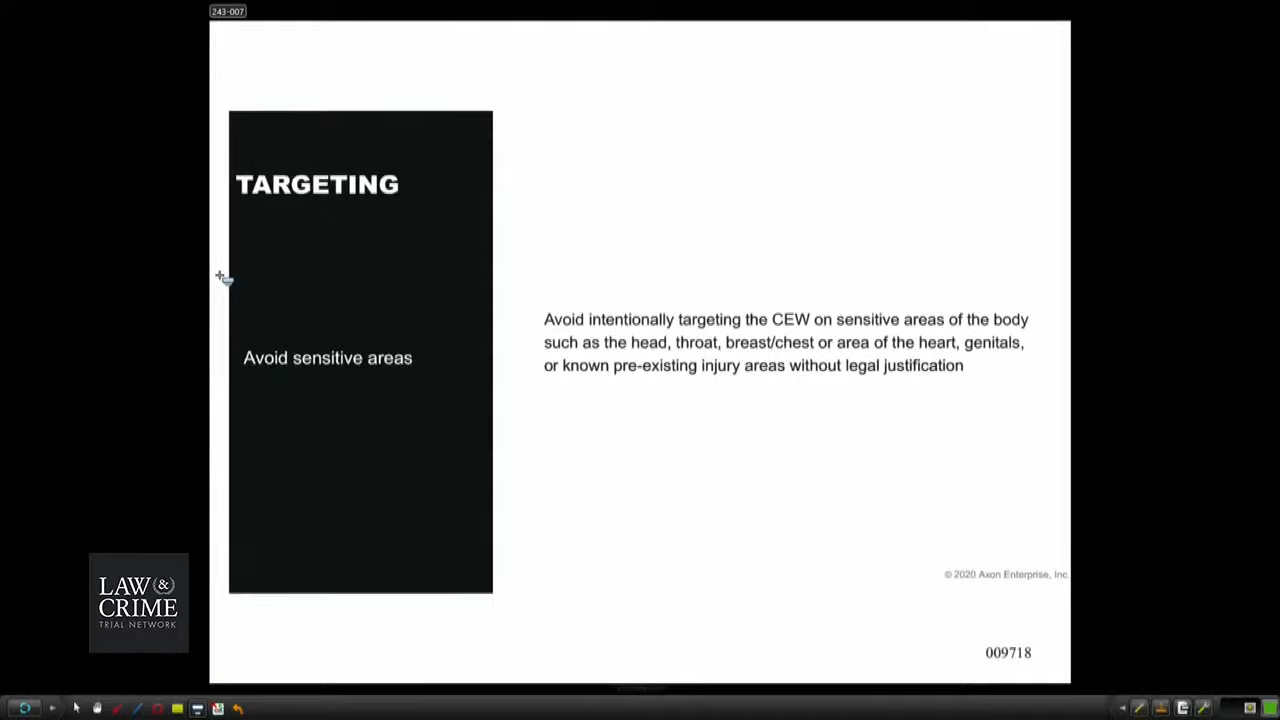 243-007
TARGETING
Avoid sensitive areas
Avoid intentionally targeting the CEW on sensitive areas of the body
such as the head, throat, breast/chest or area of the heart, genitals,
or known pre-existing injury areas without legal justification
© 2020 Axon Enterprise, Inc.
009718
LAW &
CRIME
TRIAL NETWORK